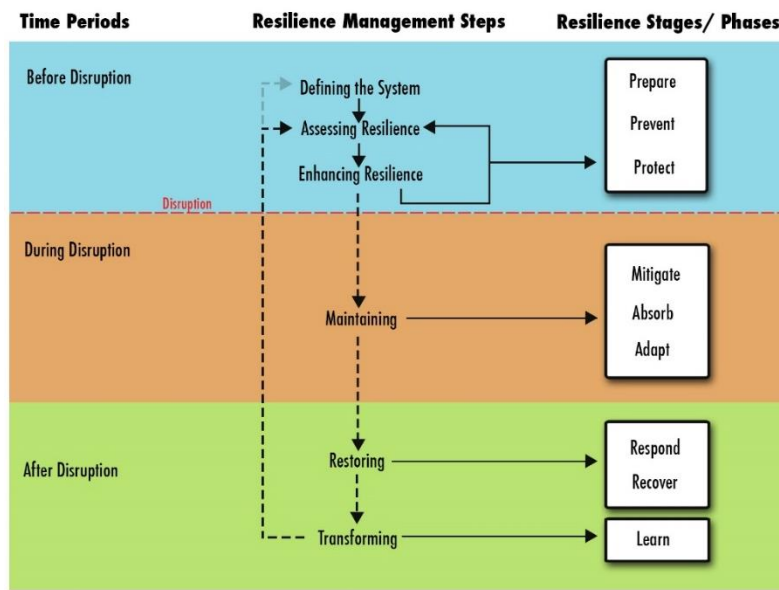 Time Periods
Resilience Management Steps
Resilience Stages/ Phases
Before Disruption
Defining the System
Assessing Resilience
Enhancing Resilience
Prepare
Prevent
Protect
Disruption
During Disruption
Maintaining
Mitigate
Absorb
Adapt
After Disruption
Restoring
Respond
Recover
Transforming
Learn